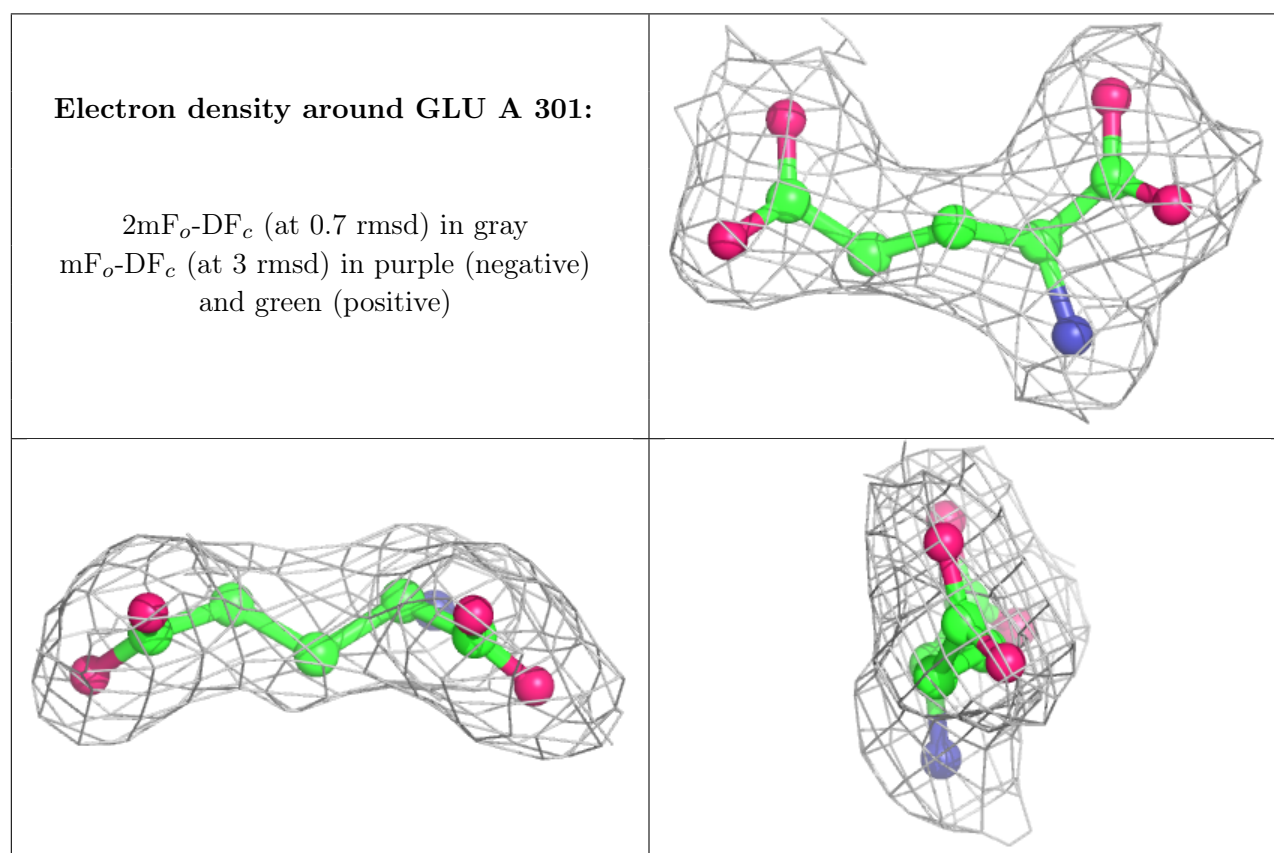 Electron density around GLU A 301:
2mFo-DFc (at 0.7 rmsd) in gray
mFo-DFc (at 3 rmsd) in purple (negative)
and green (positive)